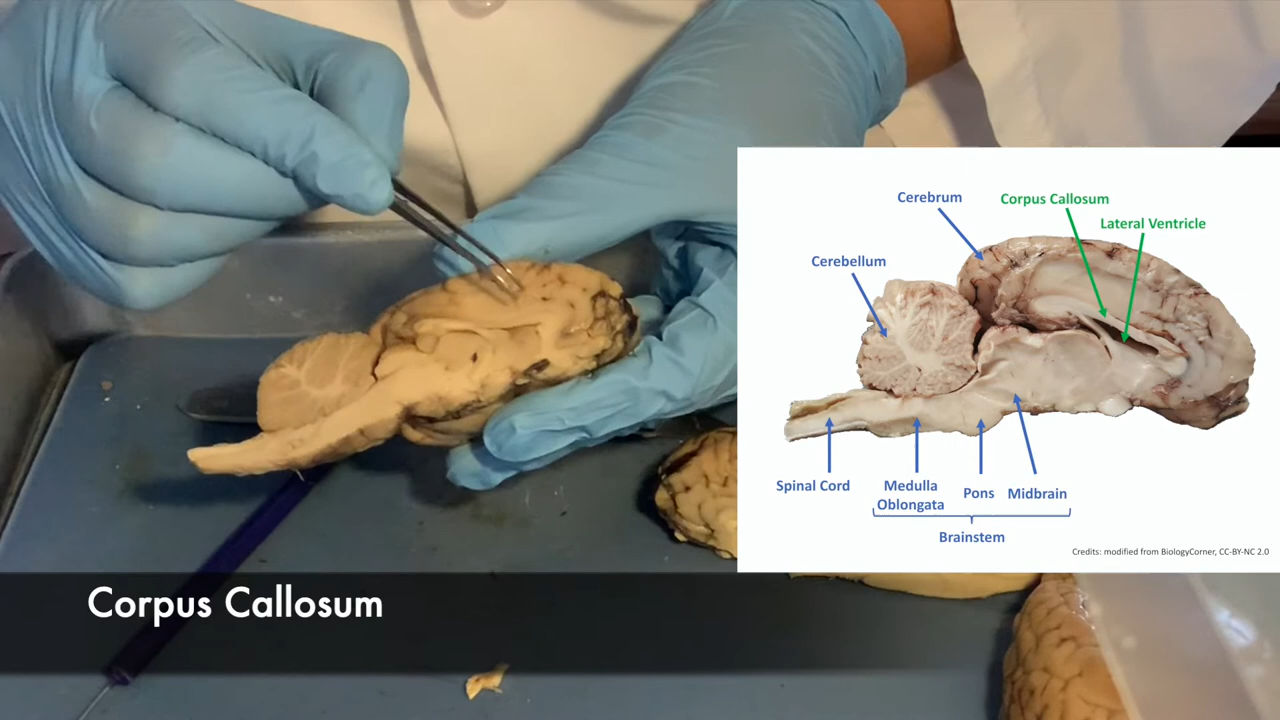 Cerebrum
Corpus Callosum
Lateral Ventricle
Cerebellum
Spinal Cord
Medulla
Oblongata
Pons
Midbrain
Brainstem
Credits: modified from BiologyCorner, CC-BY-NC 2.0
Corpus Callosum